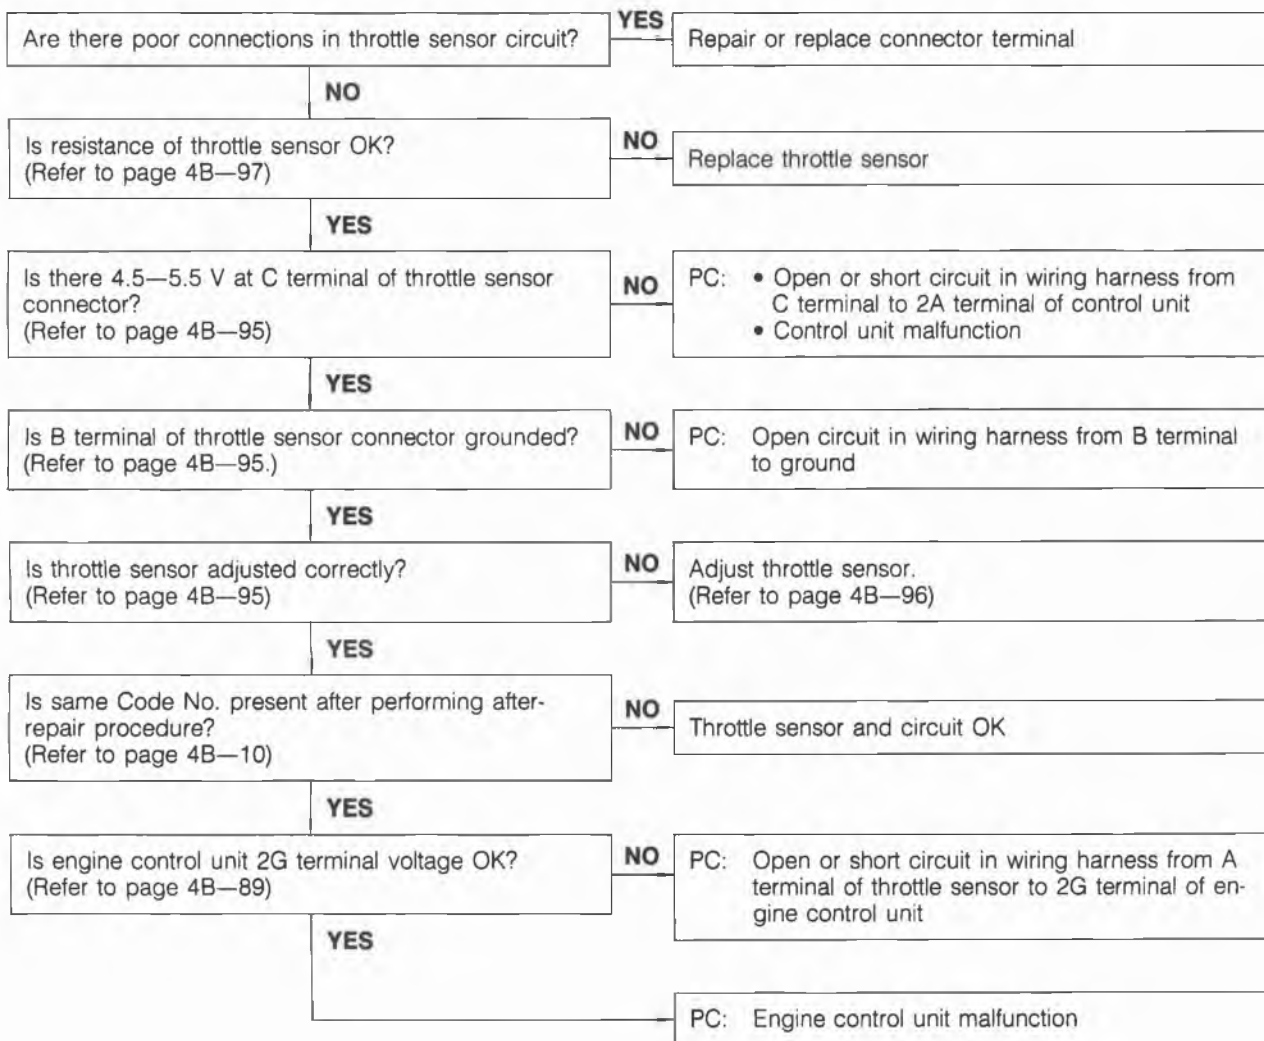 Are there poor connections in throttle sensor circuit?
YES
Repair or replace connector terminal
NO
Is resistance of throttle sensor OK?
(Refer to page 4B—97)
NO
Replace throttle sensor
YES
Is there 4.5—5.5 V at C terminal of throttle sensor
connector?
(Refer to page 4B—95)
NO
PC: • Open or short circuit in wiring harness from
C terminal to 2A terminal of control unit
• Control unit malfunction
YES
Is B terminal of throttle sensor connector grounded?
(Refer to page 4B—95.)
NO
PC: Open circuit in wiring harness from B terminal
to ground
YES
Is throttle sensor adjusted correctly?
(Refer to page 4B—95)
NO
Adjust throttle sensor.
(Refer to page 4B—96)
YES
Is same Code No. present after performing after-
repair procedure?
(Refer to page 4B—10)
NO
Throttle sensor and circuit OK
YES
Is engine control unit 2G terminal voltage OK?
(Refer to page 4B—89)
NO
PC: Open or short circuit in wiring harness from A
terminal of throttle sensor to 2G terminal of en-
gine control unit
YES
PC: Engine control unit malfunction